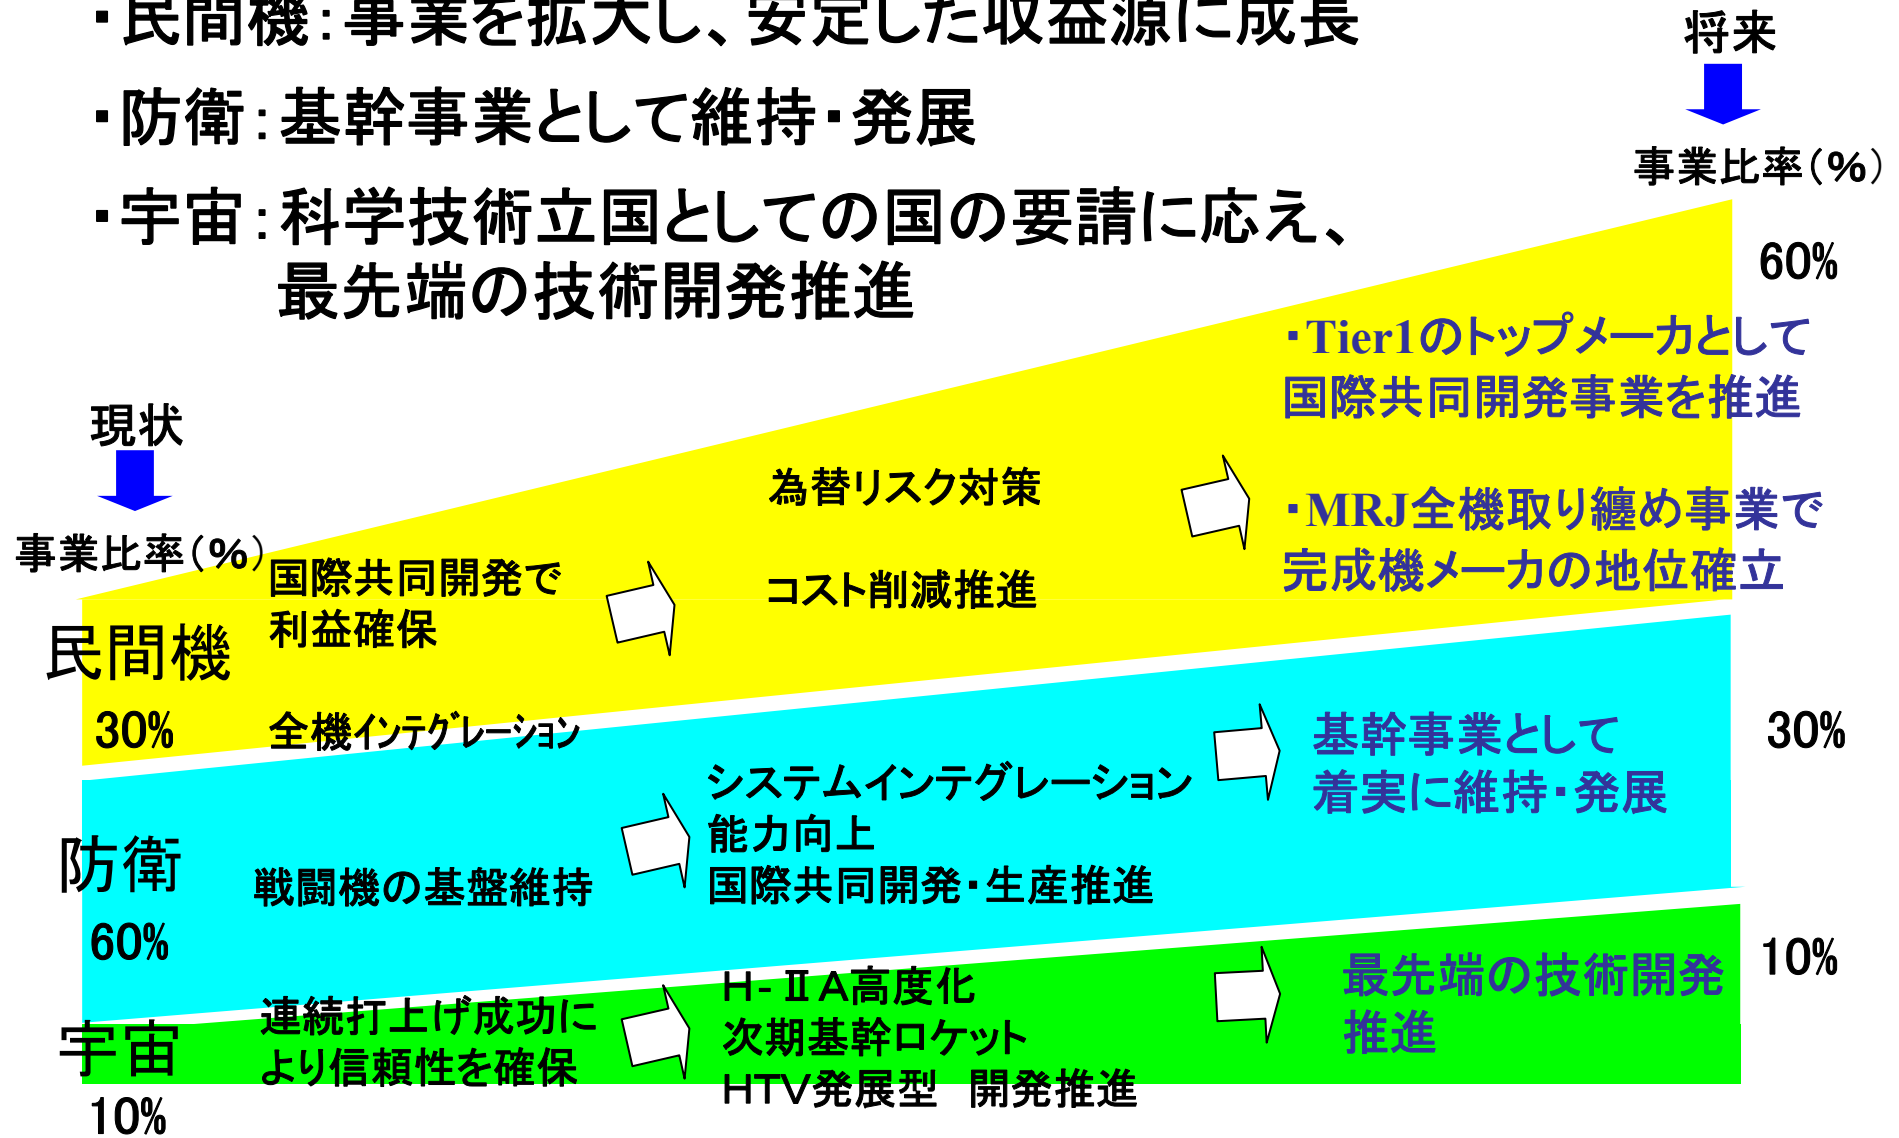 ・民間機：事業を拡大し、安定した収益源に成長
・防衛：基幹事業として維持・発展
・宇宙：科学技術立国としての国の要請に応え、
最先端の技術開発推進
将来
事業比率（%）
60%
30%
10%
現状
事業比率（%）
民間機
30%
国際共同開発で
利益確保
全機インテグレーション
為替リスク対策
コスト削減推進
・Tier1のトップメーカとして
国際共同開発事業を推進
・MRJ全機取り纏め事業で
完成機メーカの地位確立
防衛
60%
戦闘機の基盤維持
システムインテグレーション
能力向上
国際共同開発・生産推進
基幹事業として
着実に維持・発展
宇宙
10%
連続打上げ成功に
より信頼性を確保
H-ⅡA高度化
次期基幹ロケット
HTV発展型　開発推進
最先端の技術開発
推進